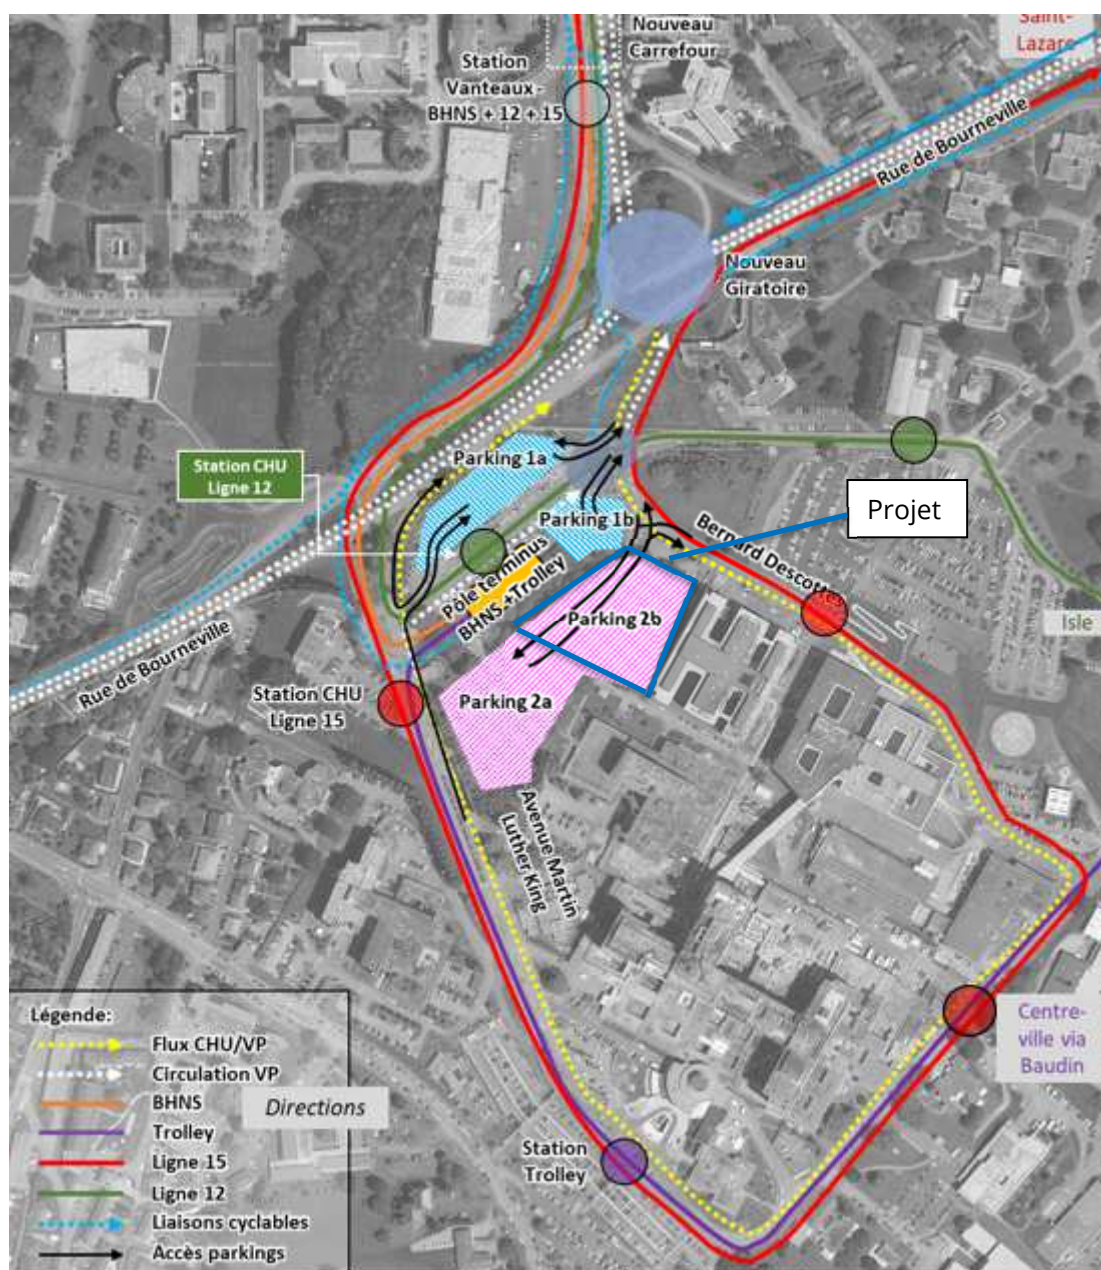 Nouveau
Carrefour
Saint-
Lazare
Station
Vanteaux -
BHNS + 12 + 15
Rue de Bourneville
Nouveau
Giratoire
Station CHU
Ligne 12
Parking 1a
Projet
Parking 1b
Bernard Descottes
Pôle terminus
BHNS +Trolley
Parking 2b
Isle
Rue de Bourneville
Station CHU
Ligne 15
Parking 2a
Avenue Martin
Luther King
Centre-
ville via
Baudin
Station
Trolley
Légende:
Flux CHU/VP
Circulation VP
BHNS
Directions
Trolley
Ligne 15
Ligne 12
Liaisons cyclables
Accès parkings